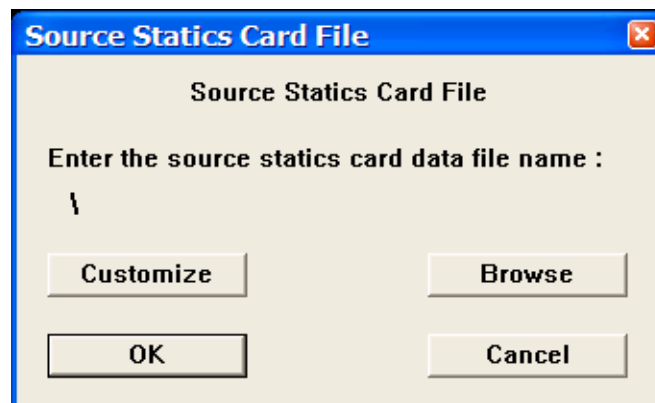 Source Statics Card File
Source Statics Card File
Enter the source statics card data file name :
\
Customize Browse
OK Cancel